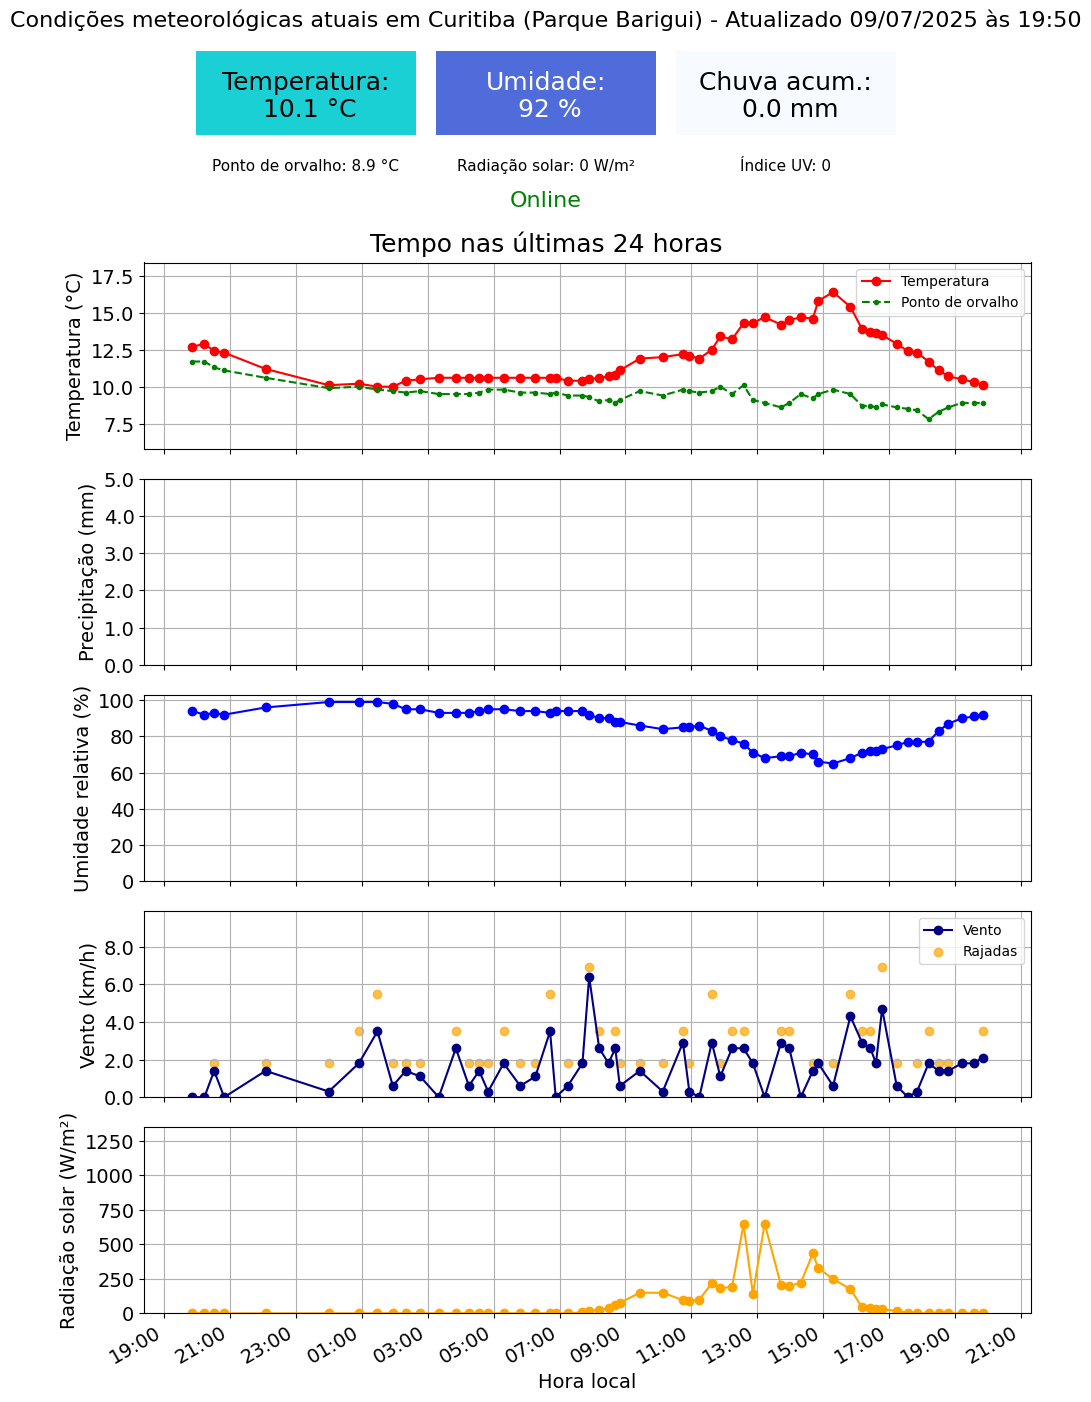 Condições meteorológicas atuais em Curitiba (Parque Barigui) - Atualizado 09/07/2025 às 19:50
Temperatura:
10.1 °C
Umidade:
92 %
Chuva acum.:
0.0 mm
Ponto de orvalho: 8.9 °C
Radiação solar: 0 W/m²
Índice UV: 0
Online
Tempo nas últimas 24 horas
Temperatura (°C)
17.5
15.0
12.5
10.0
7.5
Temperatura
Ponto de orvalho
Precipitação (mm)
5.0
4.0
3.0
2.0
1.0
0.0
Umidade relativa (%)
100
80
60
40
20
0
Vento (km/h)
8.0
6.0
4.0
2.0
0.0
Vento
Rajadas
Radiação solar (W/m²)
1250
1000
750
500
250
0
19:00
21:00
23:00
01:00
03:00
05:00
07:00
09:00
11:00
13:00
15:00
17:00
19:00
21:00
Hora local